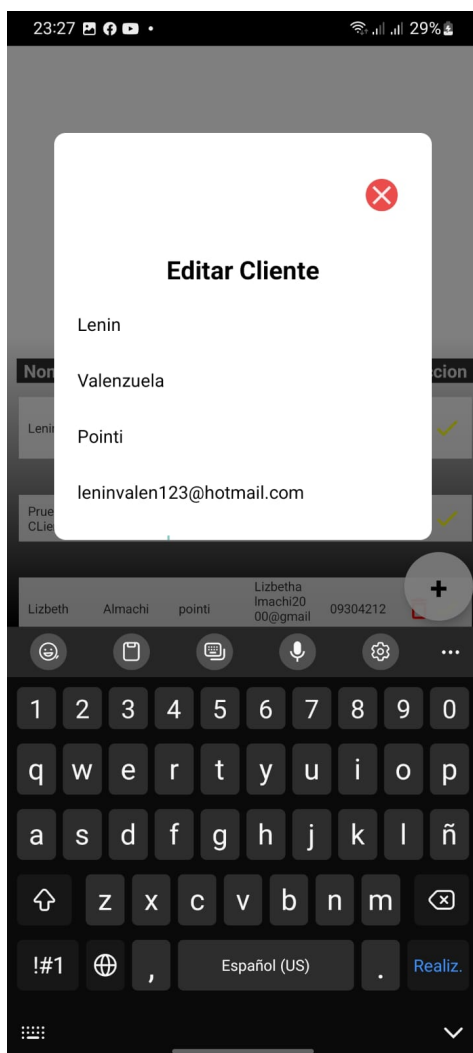 23:27
29%
Editar Cliente
Lenin
Valenzuela
Pointi
leninvalen123@hotmail.com
Lizbeth Almachi pointi Lizbetha lmachi20 00@gmail 09304212
+
1 2 3 4 5 6 7 8 9 0
q w e r t y u i o p
a s d f g h j k l ñ
z x c v b n m
!#1 , Español (US) . Realiz.